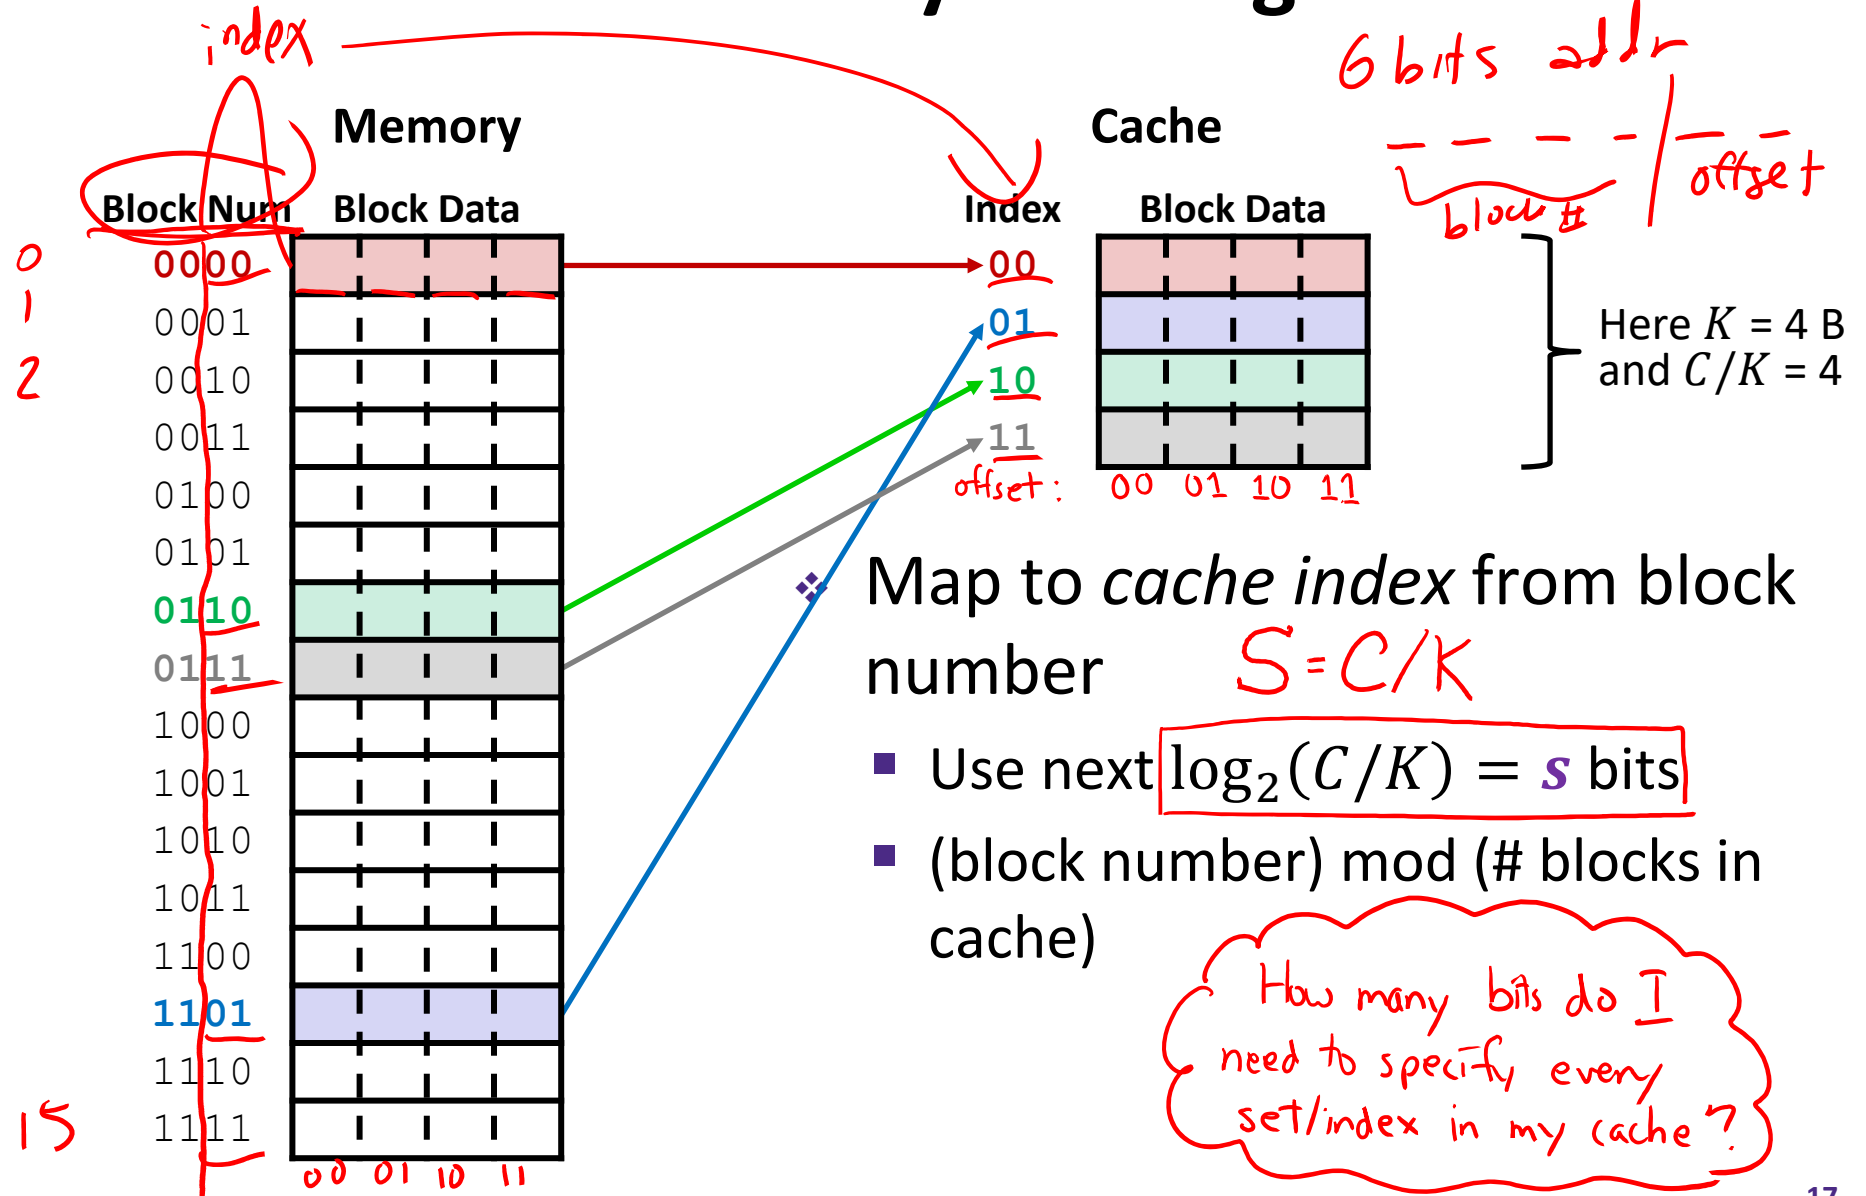 index
6 bits addr
Memory
Cache
offset
block #
Block Num Block Data
Index Block Data
0 0000
00
1 0001
01
2 0010
10
0011
11
Here K = 4 B
and C/K = 4
offset: 00 01 10 11
0100
0101
0110
0111
1000
1001
1010
1011
1100
1101
1110
15 1111
00 01 10 11
❖ Map to cache index from block
number
S = C/K
▪ Use next log₂(C/K) = s bits
▪ (block number) mod (# blocks in
cache)
How many bits do I
need to specify every
set/index in my cache?
17